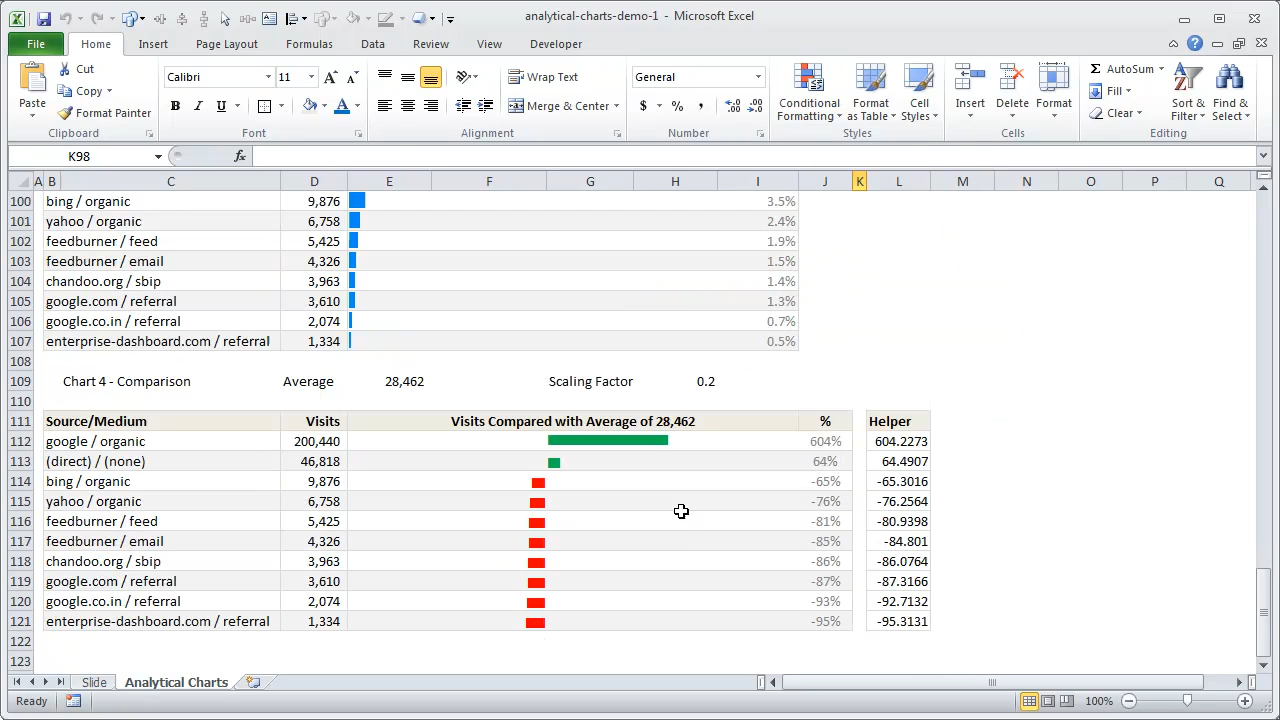 analytical-charts-demo-1 - Microsoft Excel
File Home Insert Page Layout Formulas Data Review View Developer
Paste Cut Copy Format Painter Clipboard
Calibri 11 B I U A Font
Wrap Text Merge & Center Alignment
General $ % , Number
Conditional Formatting Format as Table Cell Styles Styles
Insert Delete Format Cells
Σ AutoSum Fill Clear Sort & Filter Find & Select Editing
K98 fx
A B C D E F G H I J K L M N O P Q
100 bing / organic 9,876 3.5%
101 yahoo / organic 6,758 2.4%
102 feedburner / feed 5,425 1.9%
103 feedburner / email 4,326 1.5%
104 chandoo.org / sbip 3,963 1.4%
105 google.com / referral 3,610 1.3%
106 google.co.in / referral 2,074 0.7%
107 enterprise-dashboard.com / referral 1,334 0.5%
108
109 Chart 4 - Comparison Average 28,462 Scaling Factor 0.2
110
111 Source/Medium Visits Visits Compared with Average of 28,462 % Helper
112 google / organic 200,440 604% 604.2273
113 (direct) / (none) 46,818 64% 64.4907
114 bing / organic 9,876 -65% -65.3016
115 yahoo / organic 6,758 -76% -76.2564
116 feedburner / feed 5,425 -81% -80.9398
117 feedburner / email 4,326 -85% -84.801
118 chandoo.org / sbip 3,963 -86% -86.0764
119 google.com / referral 3,610 -87% -87.3166
120 google.co.in / referral 2,074 -93% -92.7132
121 enterprise-dashboard.com / referral 1,334 -95% -95.3131
122
123
Slide Analytical Charts
Ready 100%